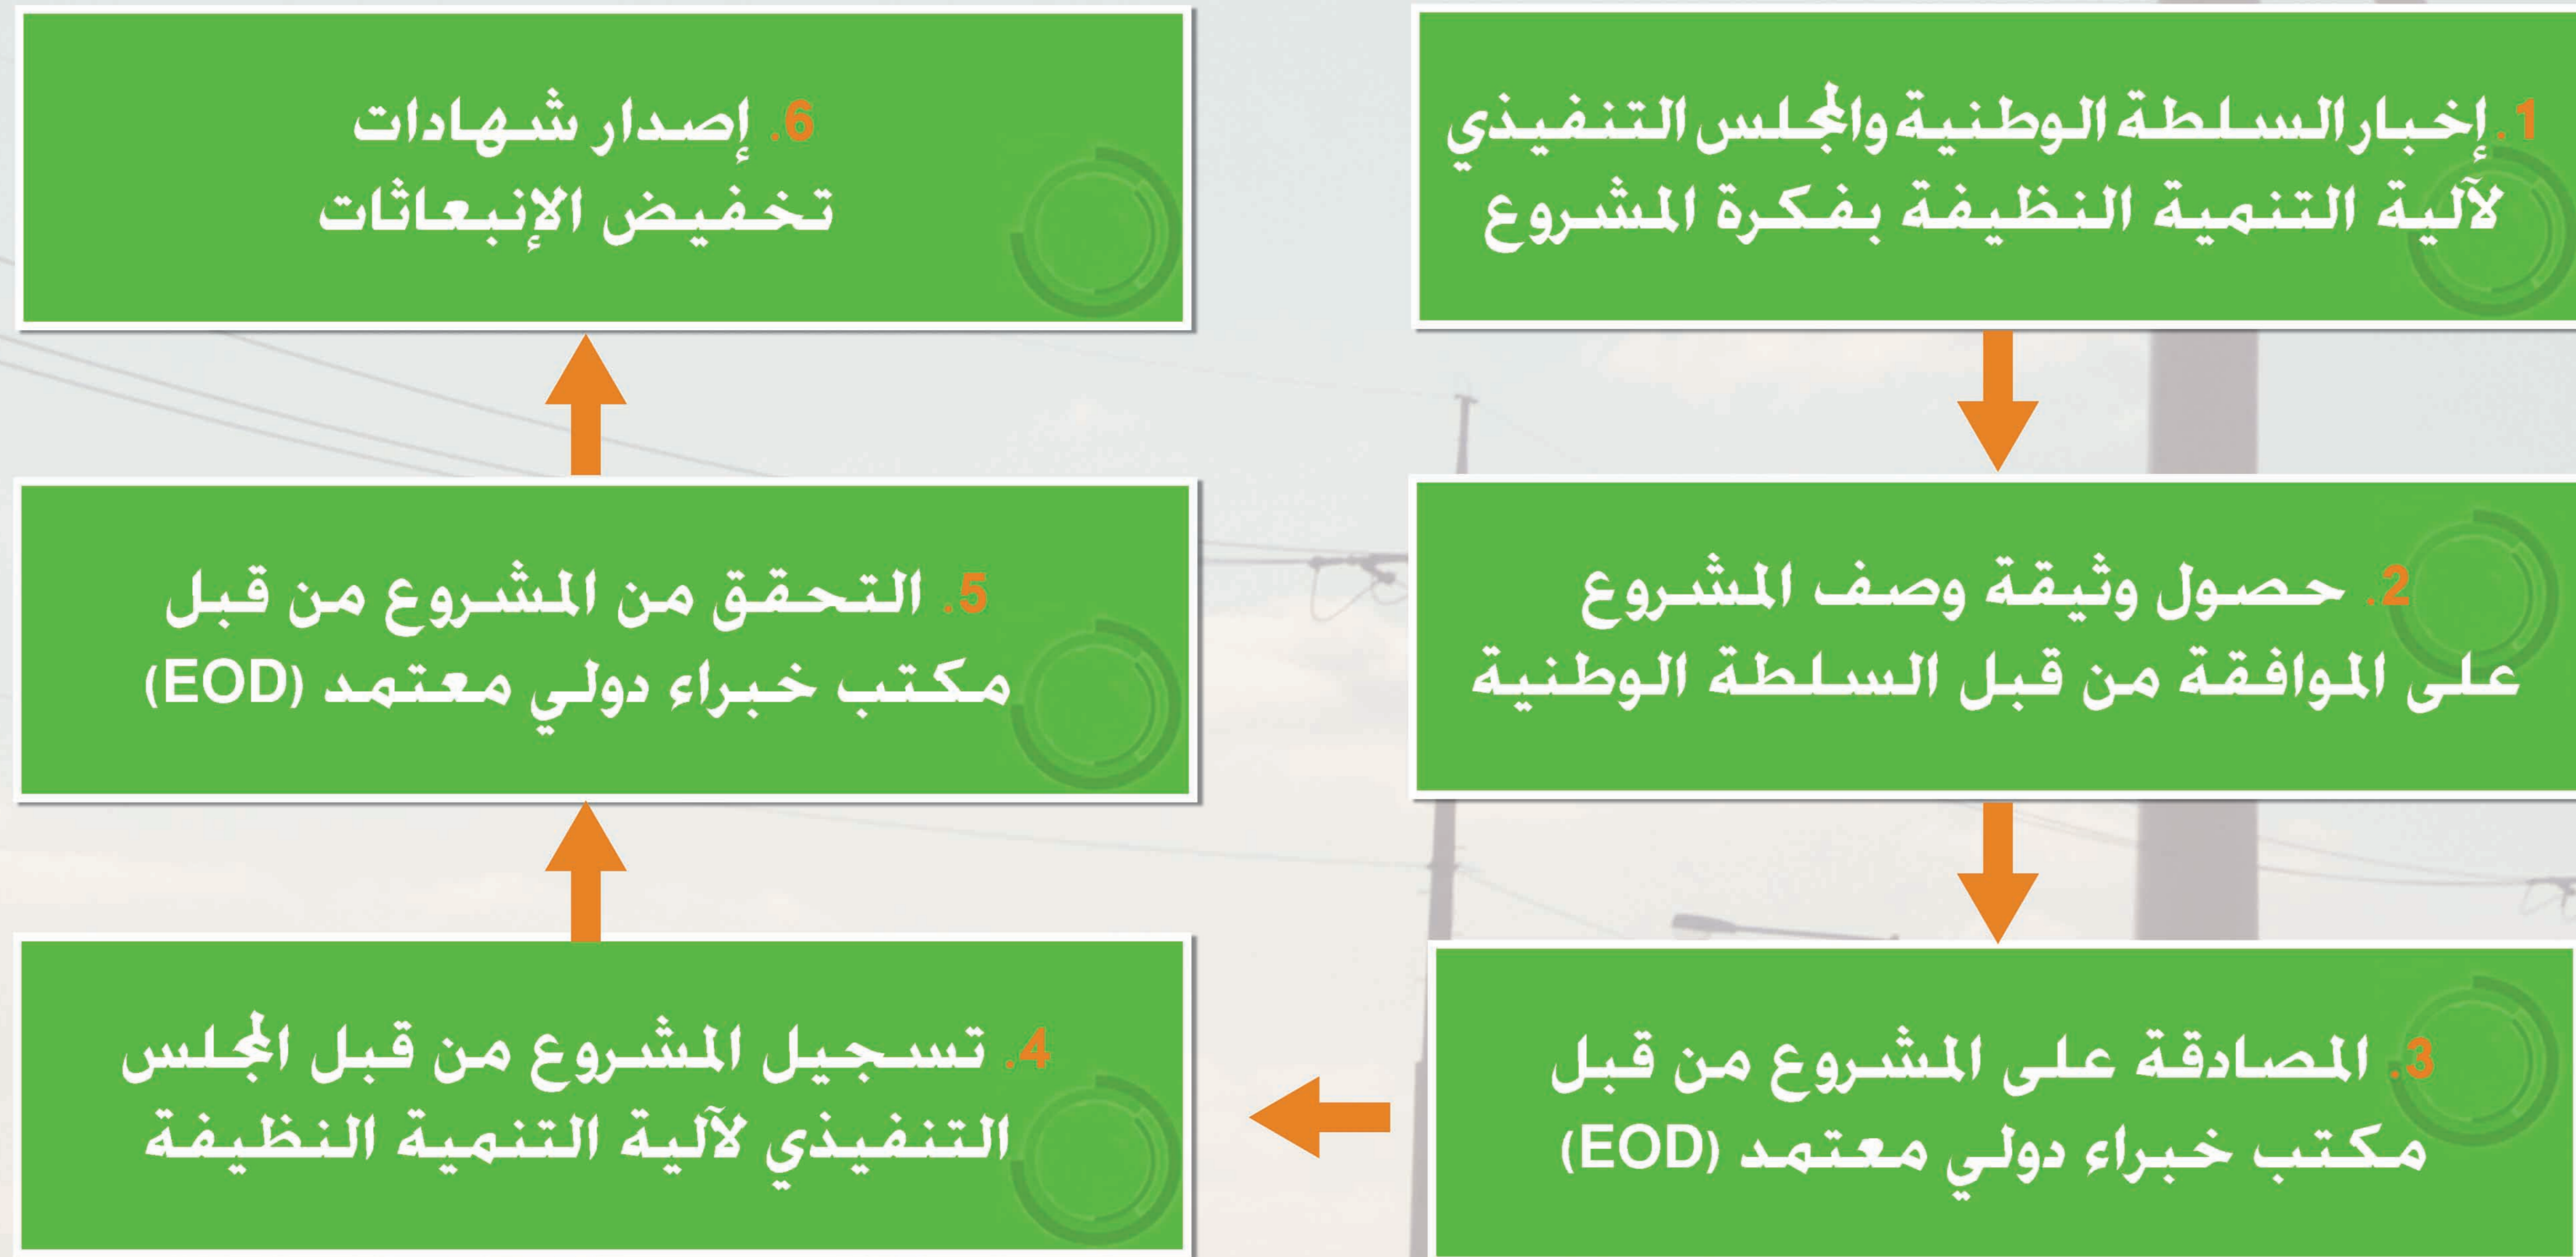 1. إخبار السلطة الوطنية والمجلس التنفيذي
لآلية التنمية النظيفة بفكرة المشروع
2. حصول وثيقة وصف المشروع
على الموافقة من قبل السلطة الوطنية
3. المصادقة على المشروع من قبل
مكتب خبراء دولي معتمد (EOD)
4. تسجيل المشروع من قبل المجلس
التنفيذي لآلية التنمية النظيفة
5. التحقق من المشروع من قبل
مكتب خبراء دولي معتمد (EOD)
6. إصدار شهادات
تخفيض الإنبعاثات